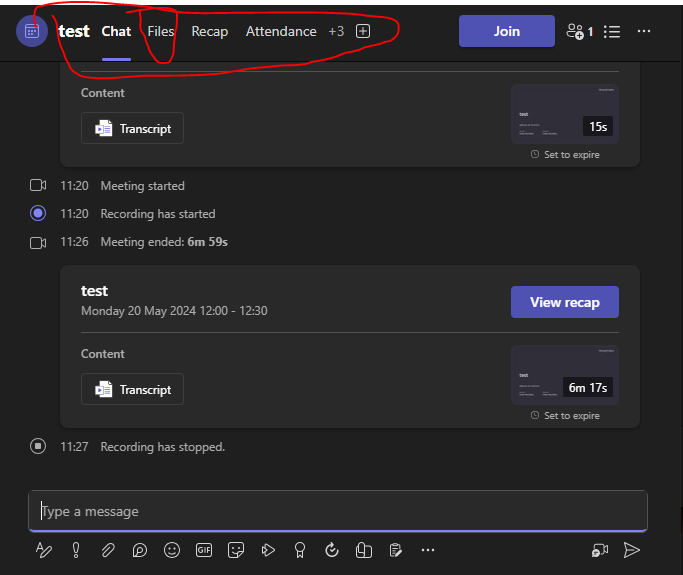 test Chat Files Recap Attendance +3 Join 1
Content
Transcript
15s
Set to expire
11:20 Meeting started
11:20 Recording has started
11:26 Meeting ended: 6m 59s
test
Monday 20 May 2024 12:00 - 12:30
View recap
Content
Transcript
test
6m 17s
Set to expire
11:27 Recording has stopped.
Type a message
GIF